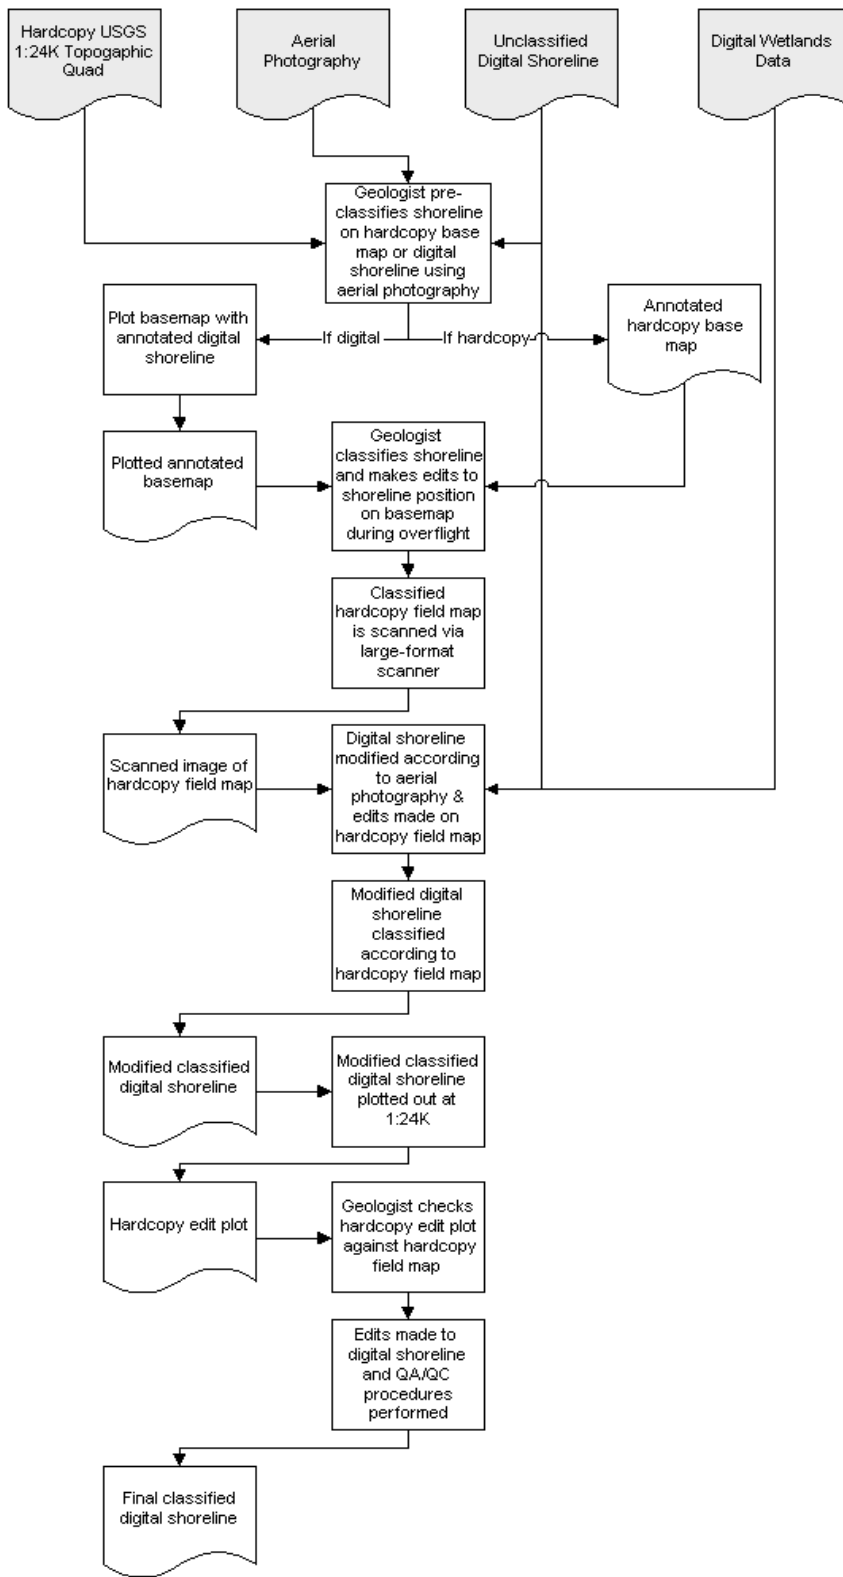 Hardcopy USGS
1:24K Topogaphic
Quad
Aerial
Photography
Unclassified
Digital Shoreline
Digital Wetlands
Data
Geologist pre-
classifies shoreline
on hardcopy base
map or digital
shoreline using
aerial photography
Plot basemap with
annotated digital
shoreline
If digital
If hardcopy
Annotated
hardcopy base
map
Plotted annotated
basemap
Geologist
classifies shoreline
and makes edits to
shoreline position
on basemap
during overflight
Classified
hardcopy field map
is scanned via
large-format
scanner
Scanned image of
hardcopy field map
Digital shoreline
modified according
to aerial
photography &
edits made on
hardcopy field map
Modified digital
shoreline
classified
according to
hardcopy field map
Modified classified
digital shoreline
Modified classified
digital shoreline
plotted out at
1:24K
Hardcopy edit plot
Geologist checks
hardcopy edit plot
against hardcopy
field map
Edits made to
digital shoreline
and QA/QC
procedures
performed
Final classified
digital shoreline